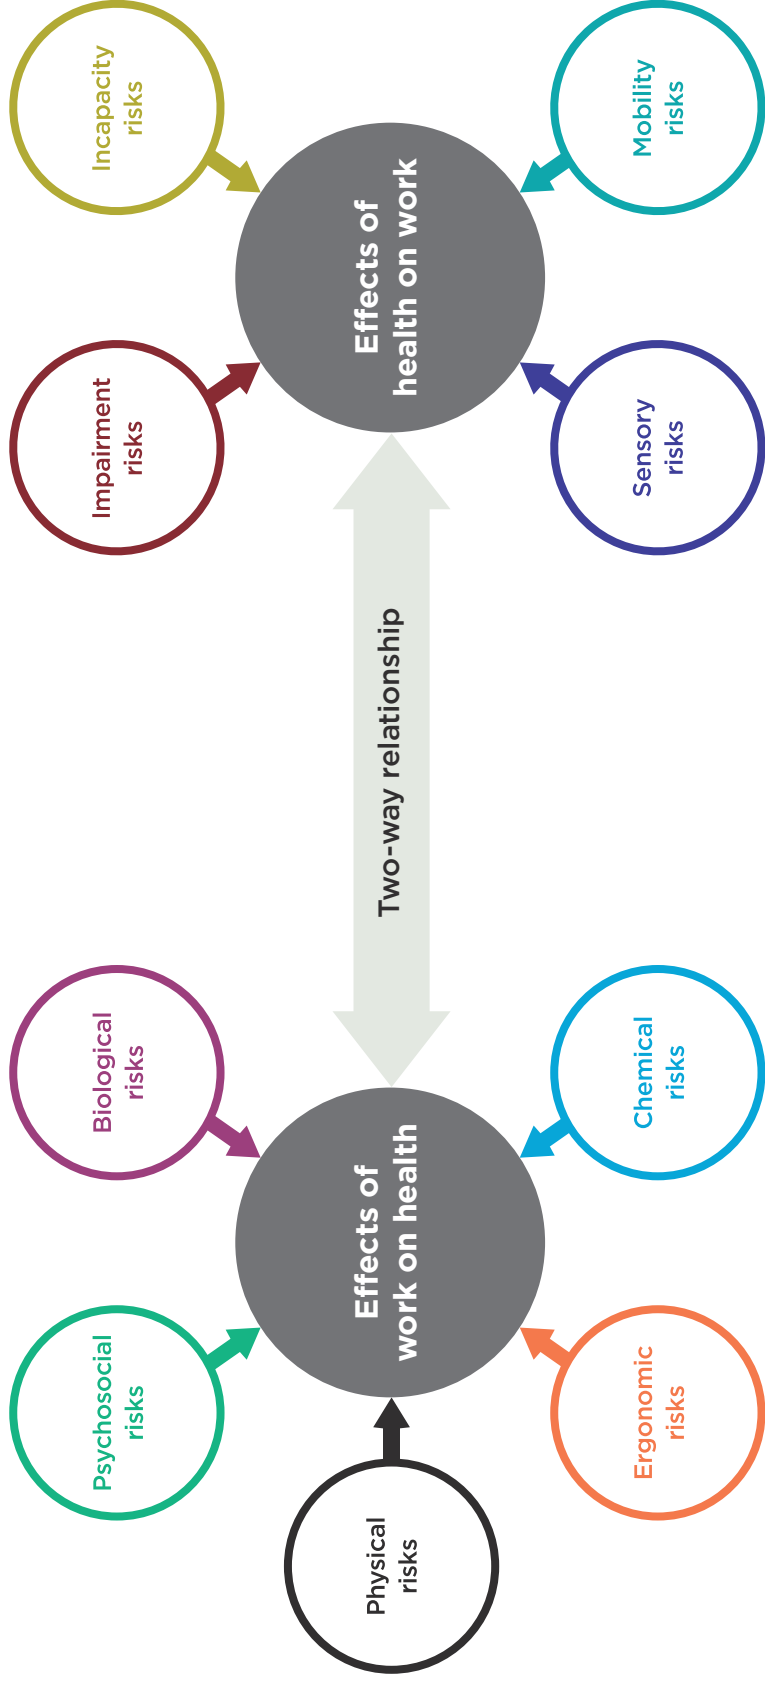 Psychosocial
risks
Biological
risks
Impairment
risks
Incapacity
risks
Physical
risks
Effects of
work on health
Two-way relationship
Effects of
health on work
Ergonomic
risks
Chemical
risks
Sensory
risks
Mobility
risks